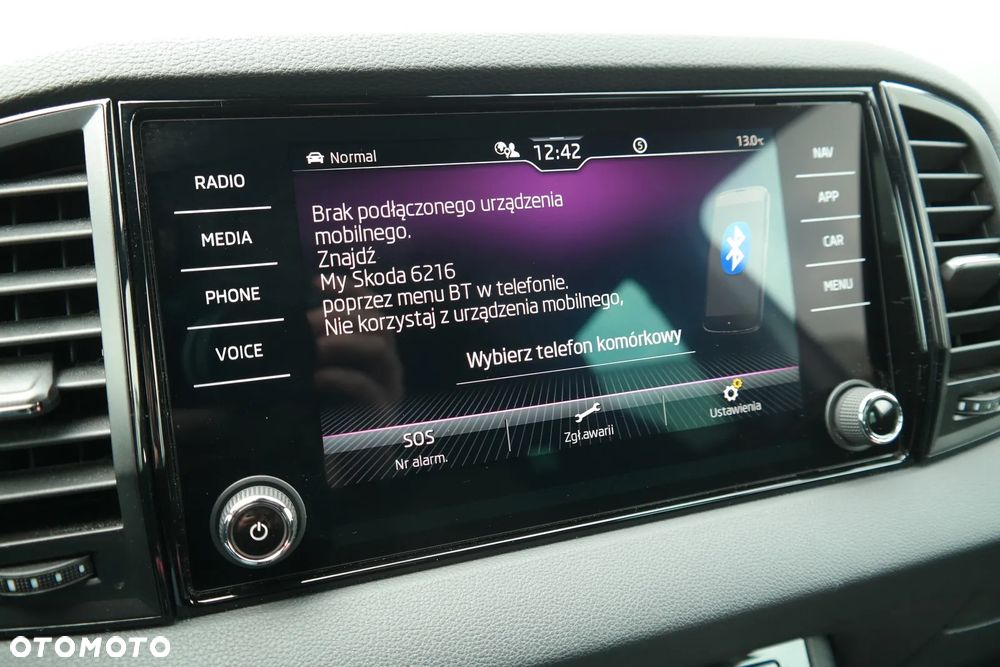 Normal
12:42
5
13.0°C
RADIO
MEDIA
PHONE
VOICE
Brak podłączonego urządzenia
mobilnego.
Znajdź
My Skoda 6216
poprzez menu BT w telefonie.
Nie korzystaj z urządzenia mobilnego,
Wybierz telefon komórkowy
SOS
Nr alarm.
Zgł.awarii
Ustawienia
NAV
APP
CAR
MENU
OTOMOTO